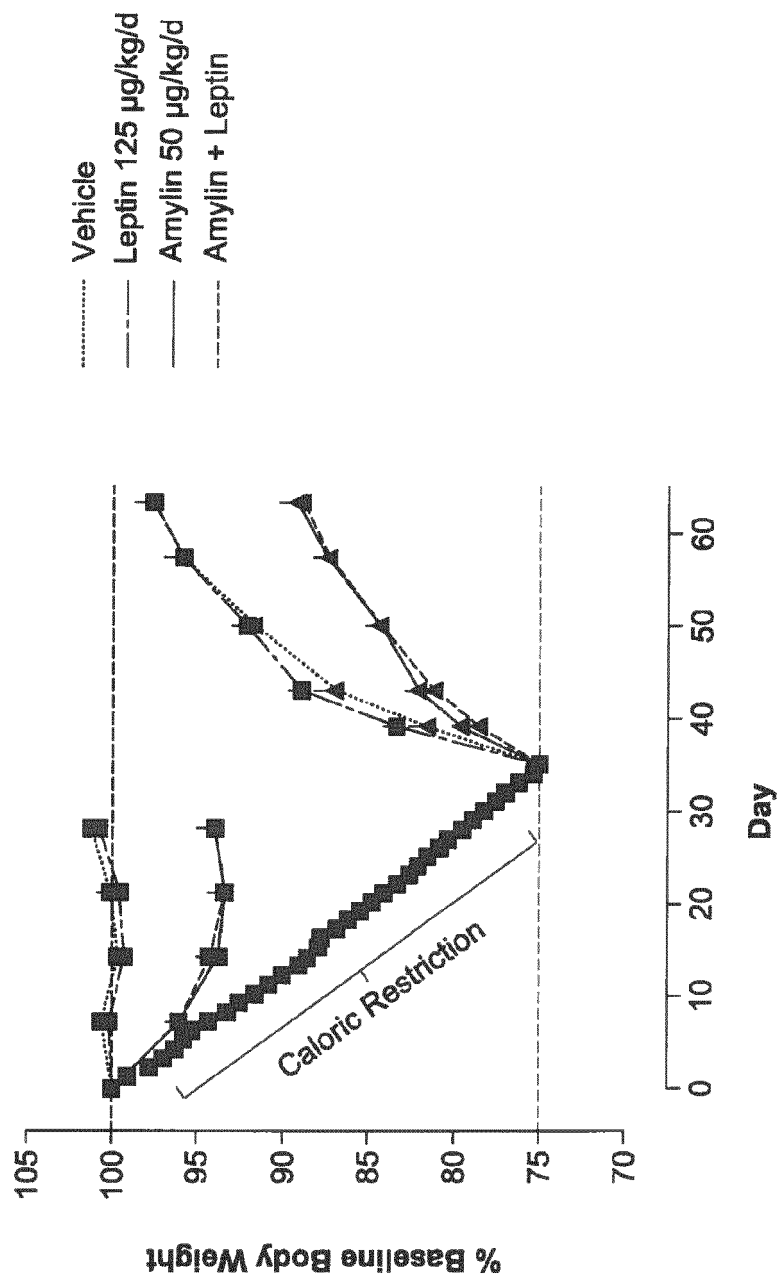 Vehicle
Leptin 125 µg/kg/d
Amylin 50 µg/kg/d
Amylin + Leptin
% Baseline Body Weight
105
100
95
90
85
80
75
70
Caloric Restriction
0
10
20
30
40
50
60
Day